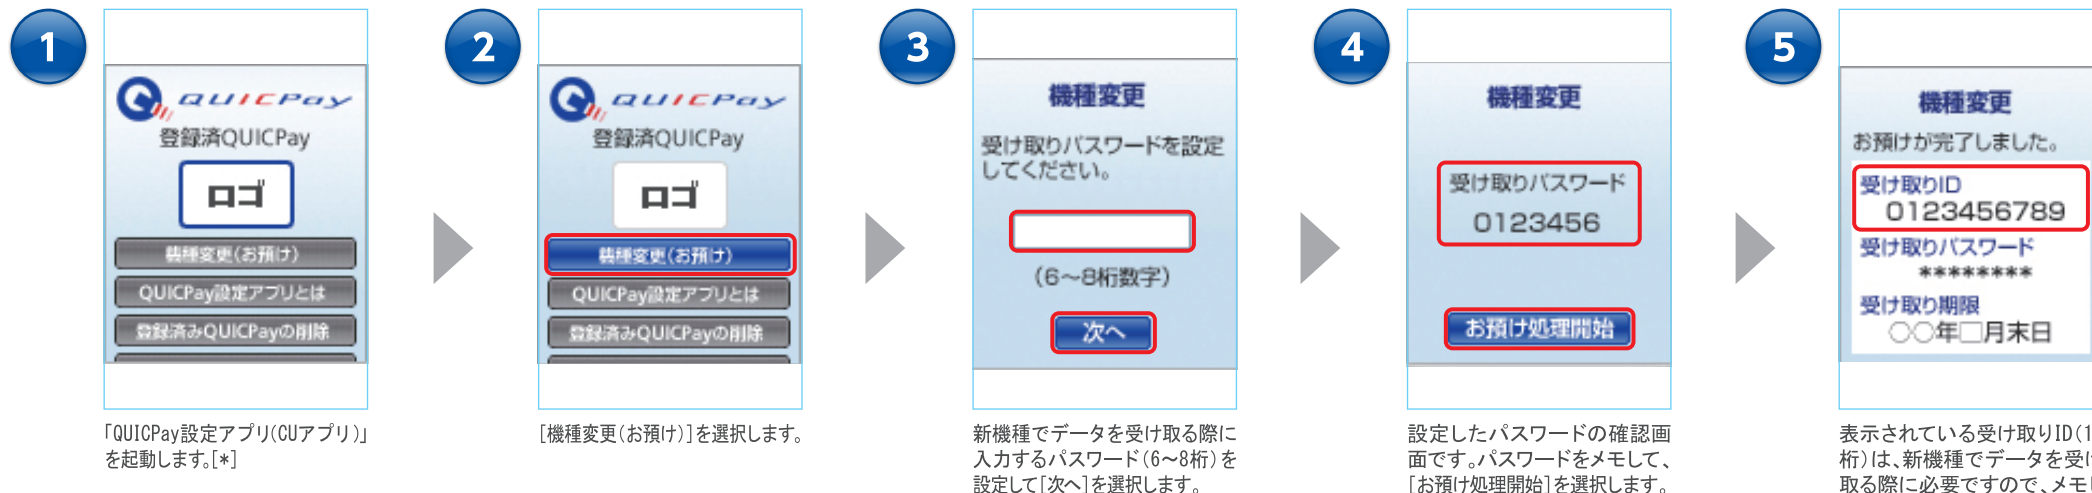 1
QUICPay
登録済QUICPay
ロゴ
機種変更(お預け)
QUICPay設定アプリとは
登録済みQUICPayの削除
「QUICPay設定アプリ(CUアプリ)」
を起動します。[*]
2
QUICPay
登録済QUICPay
ロゴ
機種変更(お預け)
QUICPay設定アプリとは
登録済みQUICPayの削除
[機種変更(お預け)]を選択します。
3
機種変更
受け取りパスワードを設定
してください。
(6〜8桁数字)
次へ
新機種でデータを受け取る際に
入力するパスワード(6〜8桁)を
設定して[次へ]を選択します。
4
機種変更
受け取りパスワード
0123456
お預け処理開始
設定したパスワードの確認画
面です。パスワードをメモして、
[お預け処理開始]を選択します。
5
機種変更
お預けが完了しました。
受け取りID
0123456789
受け取りパスワード
********
受け取り期限
○○年□月末日
表示されている受け取りID(1
桁)は、新機種でデータを受け
取る際に必要ですので、メモ